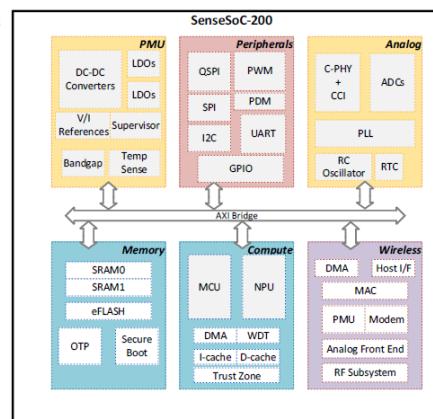 SenseSoC-200
PMU
DC-DC
Converters
LDOs
LDOs
V/I
References
Supervisor
Bandgap
Temp
Sense
Peripherals
QSPI
PWM
SPI
PDM
I2C
UART
GPIO
Analog
C-PHY
+
CCI
ADCs
PLL
RC
Oscillator
RTC
AXI Bridge
Memory
SRAM0
SRAM1
eFLASH
OTP
Secure
Boot
Compute
MCU
NPU
DMA
WDT
I-cache
D-cache
Trust Zone
Wireless
DMA
Host I/F
MAC
PMU
Modem
Analog Front End
RF Subsystem